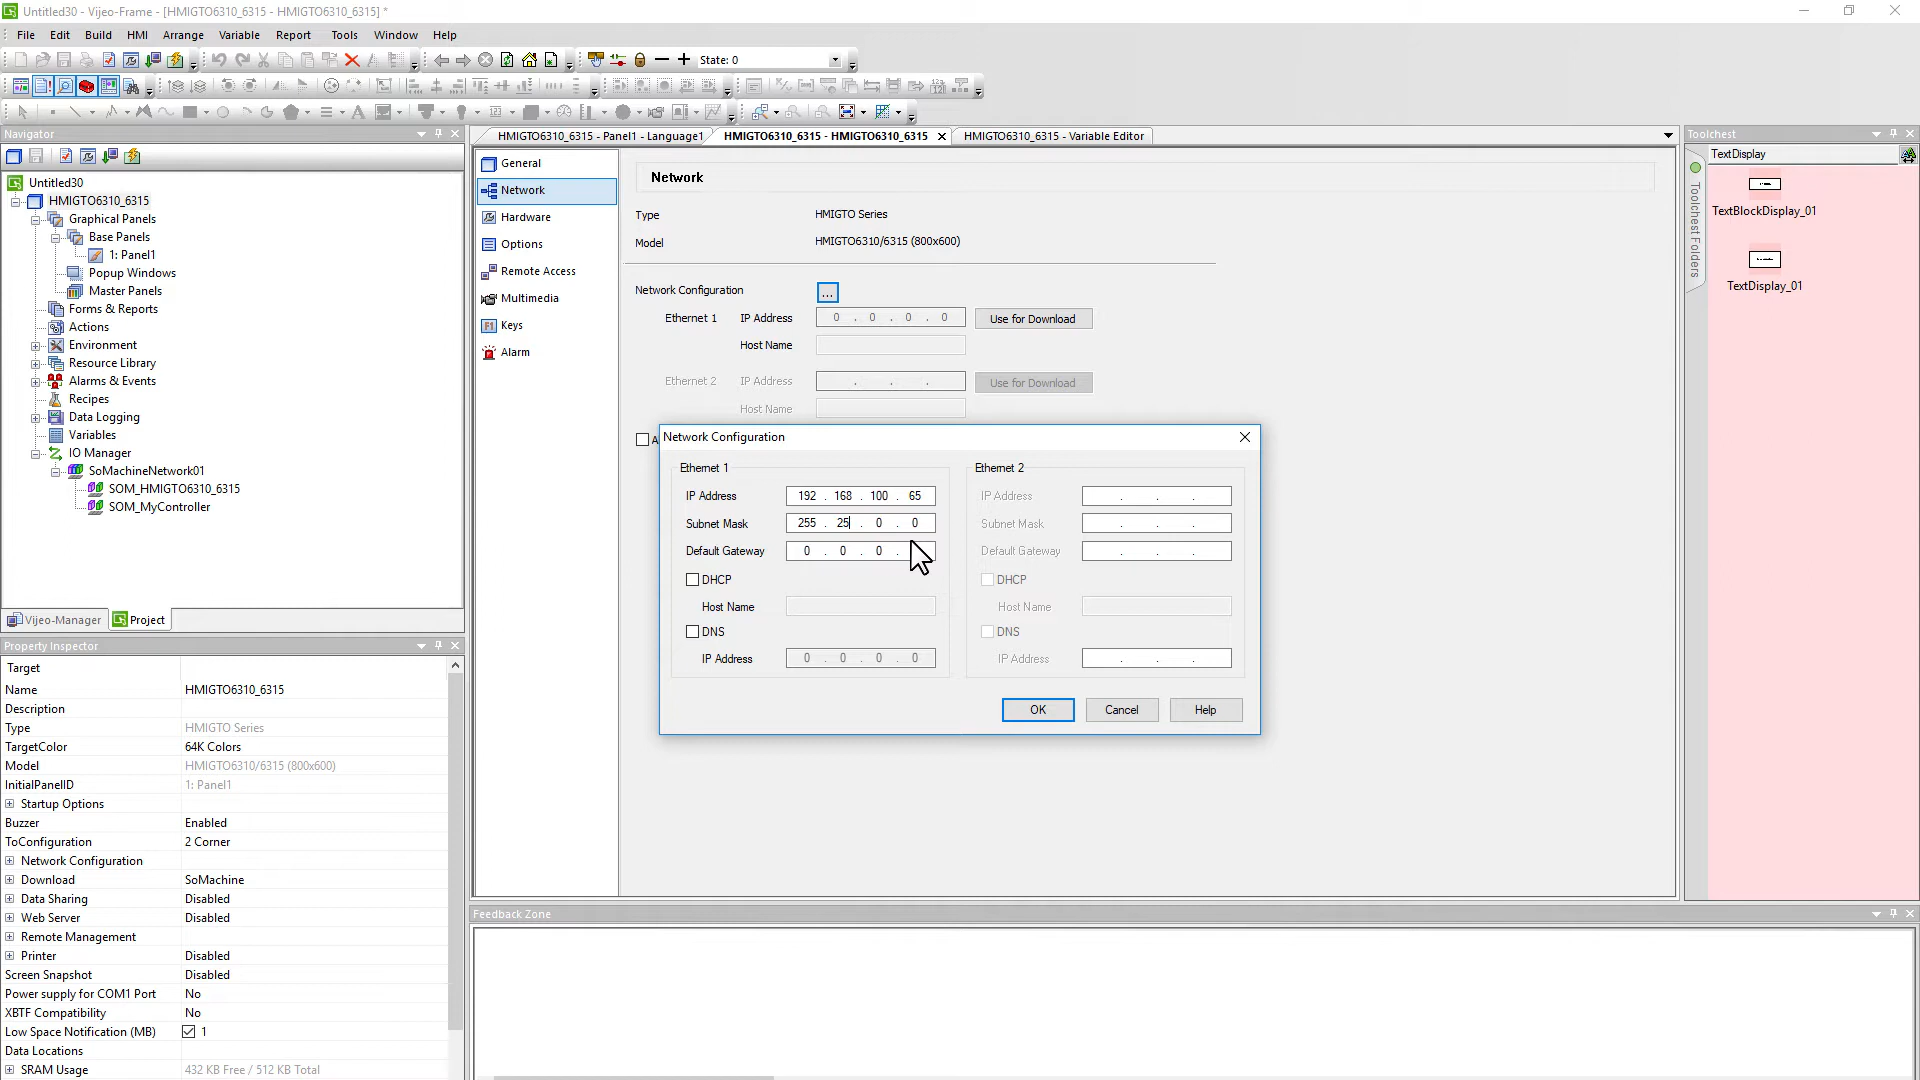 Untitled30 - Vijeo-Frame - [HMIGTO6310_6315 - HMIGTO6310_6315] *
File Edit Build HMI Arrange Variable Report Tools Window Help
State: 0
Navigator
Untitled30
HMIGTO6310_6315
Graphical Panels
Base Panels
1: Panel1
Popup Windows
Master Panels
Forms & Reports
Actions
Environment
Resource Library
Alarms & Events
Recipes
Data Logging
Variables
IO Manager
SoMachineNetwork01
SOM_HMIGTO6310_6315
SOM_MyController
Vijeo-Manager Project
Property Inspector
Target
Name HMIGTO6310_6315
Description
Type HMIGTO Series
TargetColor 64K Colors
Model HMIGTO6310/6315 (800x600)
InitialPanelID 1: Panel1
Startup Options
Buzzer Enabled
ToConfiguration 2 Corner
Network Configuration
Download SoMachine
Data Sharing Disabled
Web Server Disabled
Remote Management
Printer Disabled
Screen Snapshot Disabled
Power supply for COM1 Port No
XBTF Compatibility No
Low Space Notification (MB) 1
Data Locations
SRAM Usage 432 KB Free / 512 KB Total
HMIGTO6310_6315 - Panel1 - Language1 HMIGTO6310_6315 - HMIGTO6310_6315 HMIGTO6310_6315 - Variable Editor
General
Network
Hardware
Options
Remote Access
Multimedia
F1 Keys
Alarm
Network
Type HMIGTO Series
Model HMIGTO6310/6315 (800x600)
Network Configuration ...
Ethernet 1 IP Address 0 . 0 . 0 . 0 Use for Download
Host Name
Ethernet 2 IP Address . . . Use for Download
Host Name
A
Network Configuration
Ethernet 1
IP Address 192 . 168 . 100 . 65
Subnet Mask 255 . 25 . 0 . 0
Default Gateway 0 . 0 . 0 .
DHCP
Host Name
DNS
IP Address 0 . 0 . 0 . 0
Ethernet 2
IP Address . . .
Subnet Mask . . .
Default Gateway . . .
DHCP
Host Name
DNS
IP Address . . .
OK Cancel Help
Feedback Zone
Toolchest
TextDisplay
Toolchest Folders
TextBlockDisplay_01
TextDisplay_01